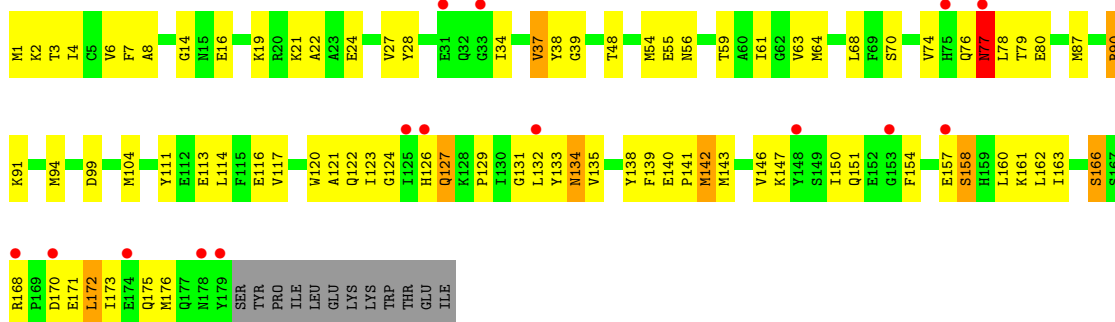 M1 K2 T3 I4 C5 V6 F7 A8 G14 N15 E16 K19 R20 K21 A22 A23 E24 V27 Y28 E31 Q32 G33 I34 V37 Y38 G39 T48 M54 E55 N56 T59 A60 I61 G62 V63 M64 L68 F69 S70 V74 H75 Q76 N77 L78 T79 E80 M87
K91 M94 D99 M104 Y111 E112 E113 L114 F115 E116 V117 W120 A121 Q122 I123 G124 I125 H126 Q127 K128 P129 I130 G131 L132 Y133 N134 V135 Y138 F139 E140 P141 M142 M143 V146 K147 Y148 S149 I150 Q151 E152 G153 F154 E157 S158 H159 L160 K161 L162 I163 S166 S167
R168 P169 D170 E171 L172 I173 E174 Q175 M176 Q177 N178 Y179 SER TYR PRO ILE LEU GLU LYS LYS TRP THR GLU ILE